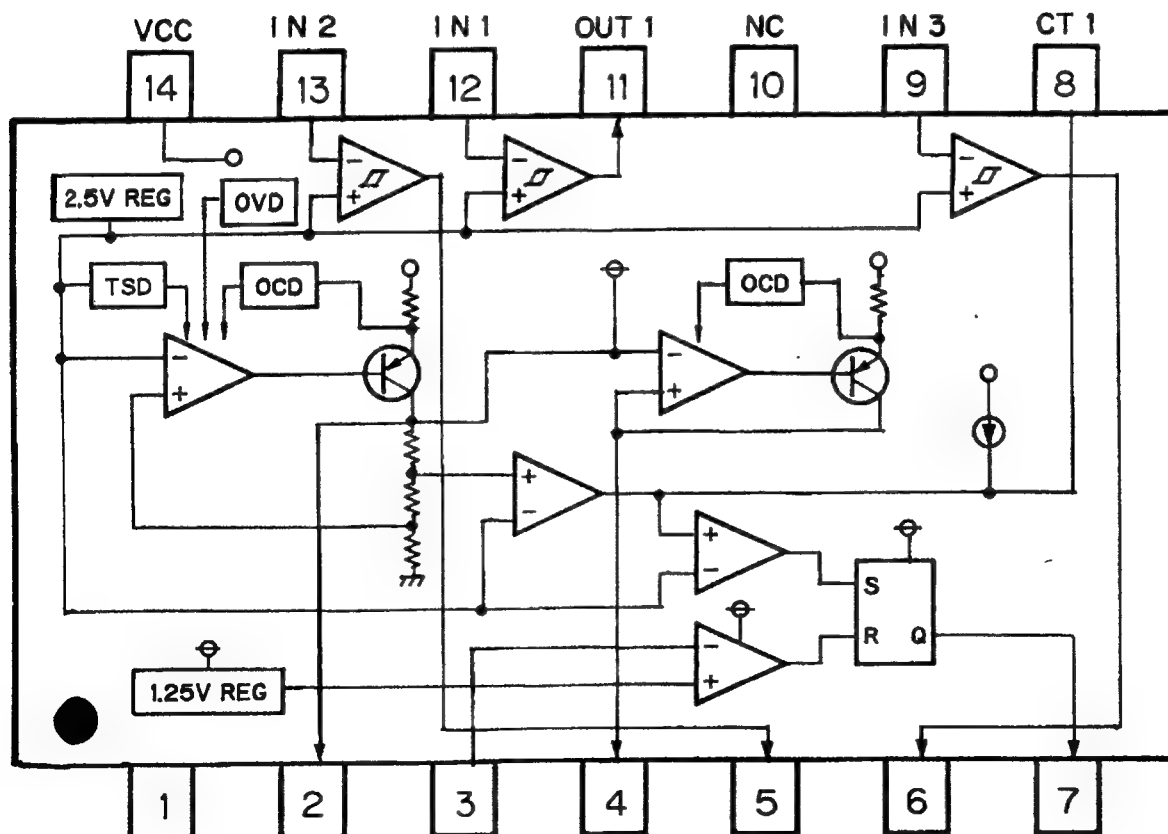 VCC IN 2 IN 1 OUT 1 NC IN 3 CT 1
14 13 12 11 10 9 8
2.5V REG OVD
- + - + - +
TSD OCD OCD
- + - +
+ -
+ -
S
R Q
- +
1.25V REG
1 2 3 4 5 6 7